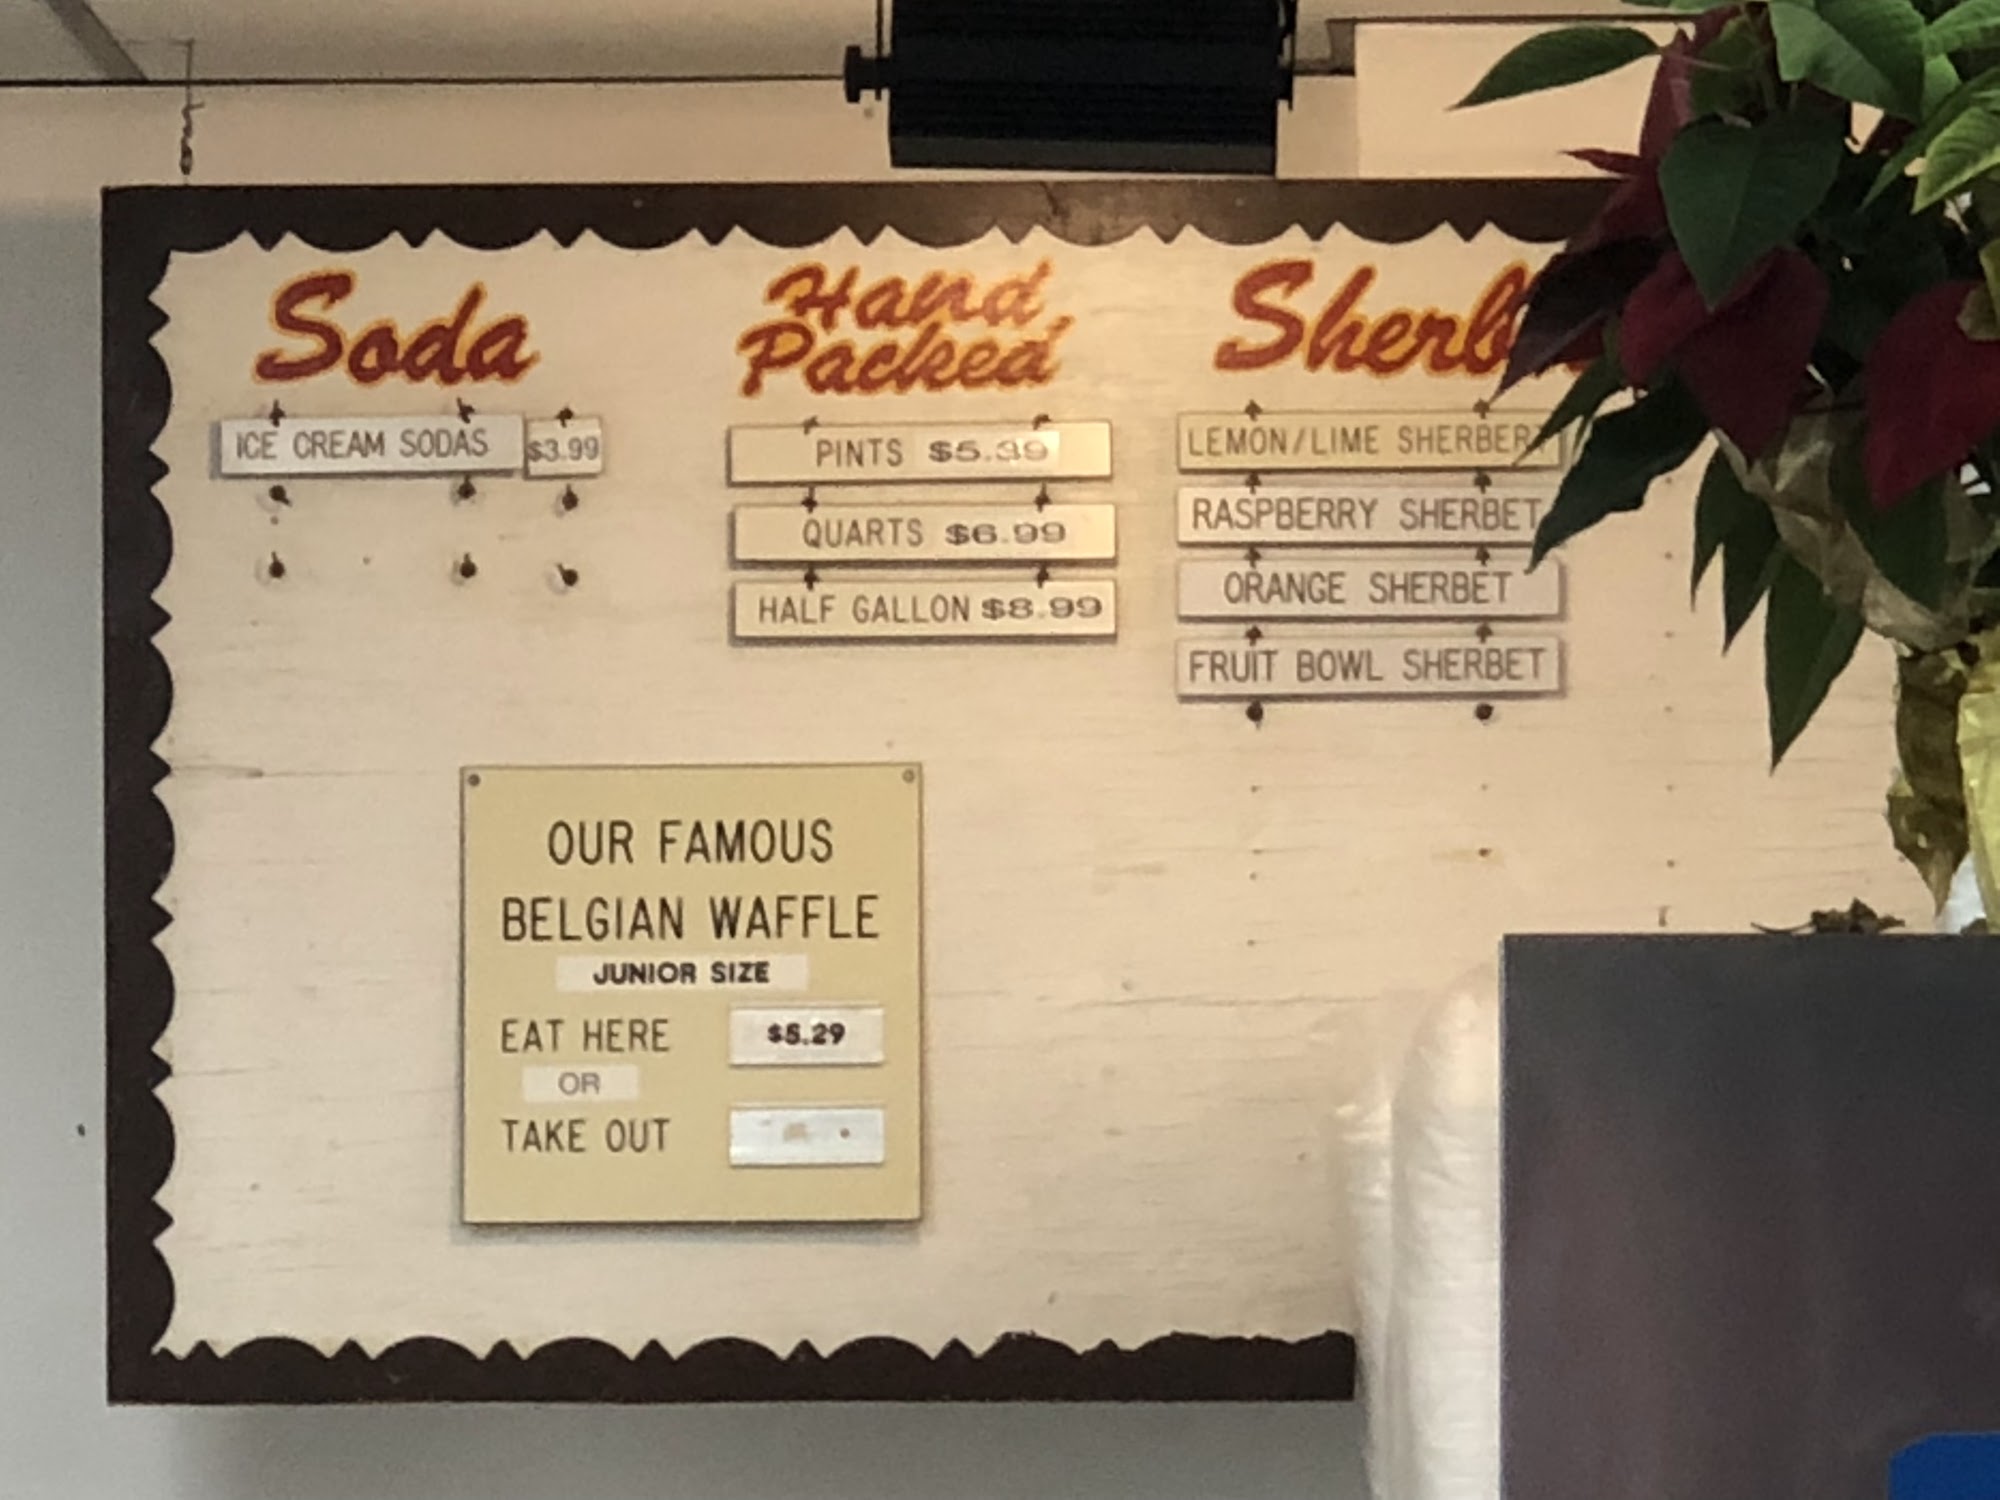 Soda
ICE CREAM SODAS $3.99
Hand
Packed
PINTS $5.39
QUARTS $6.99
HALF GALLON $8.99
LEMON/LIME SHERBERT
RASPBERRY SHERBET
ORANGE SHERBET
FRUIT BOWL SHERBET
OUR FAMOUS
BELGIAN WAFFLE
JUNIOR SIZE
EAT HERE $5.29
OR
TAKE OUT